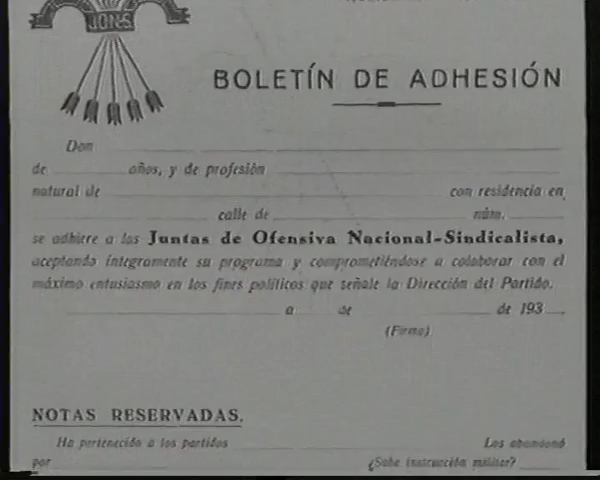 JONS
BOLETÍN DE ADHESIÓN
Don
de años, y de profesión
natural de con residencia en
calle de núm.
se adhiere a las Juntas de Ofensiva Nacional-Sindicalista,
aceptando íntegramente su programa y comprometiéndose a colaborar con el
máximo entusiasmo en los fines políticos que señale la Dirección del Partido.
a de de 193
(Firma)
NOTAS RESERVADAS.
Ha pertenecido a los partidos Los abandonó
por ¿Sabe instrucción militar?